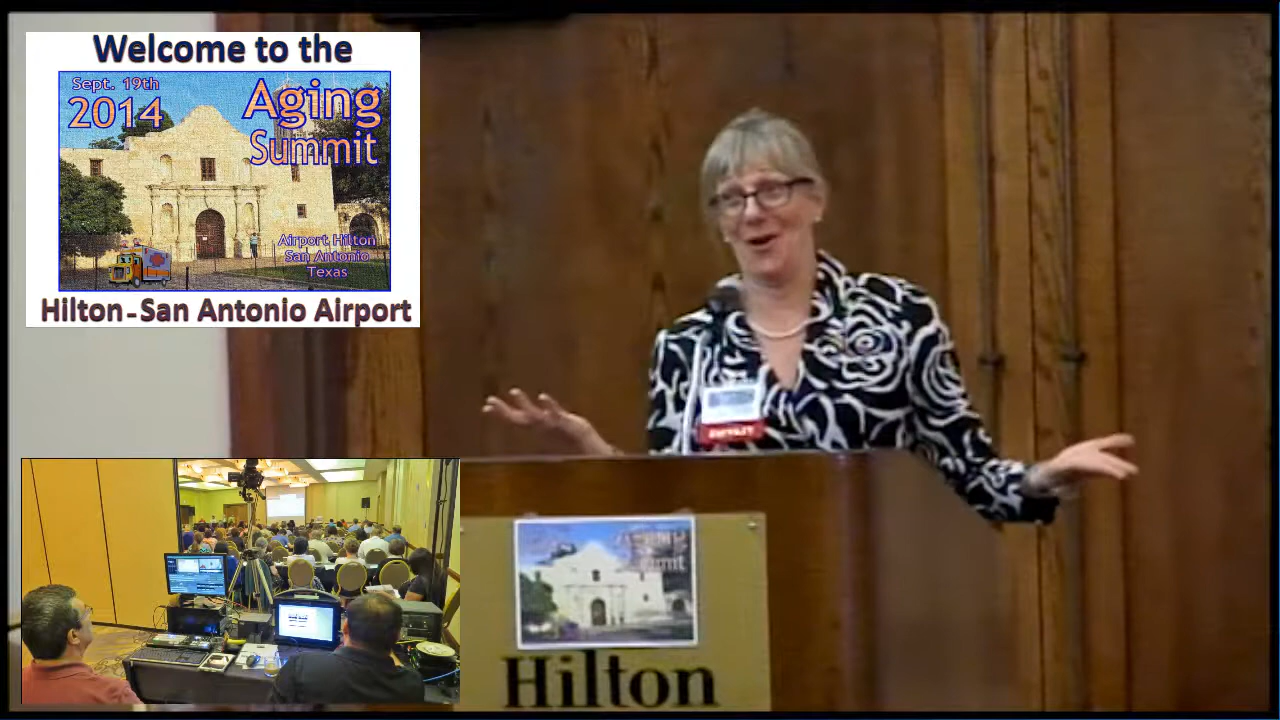 Welcome to the
Sept. 19th
2014
Aging
Summit
Airport Hilton
San Antonio
Texas
Hilton-San Antonio Airport
Hilton